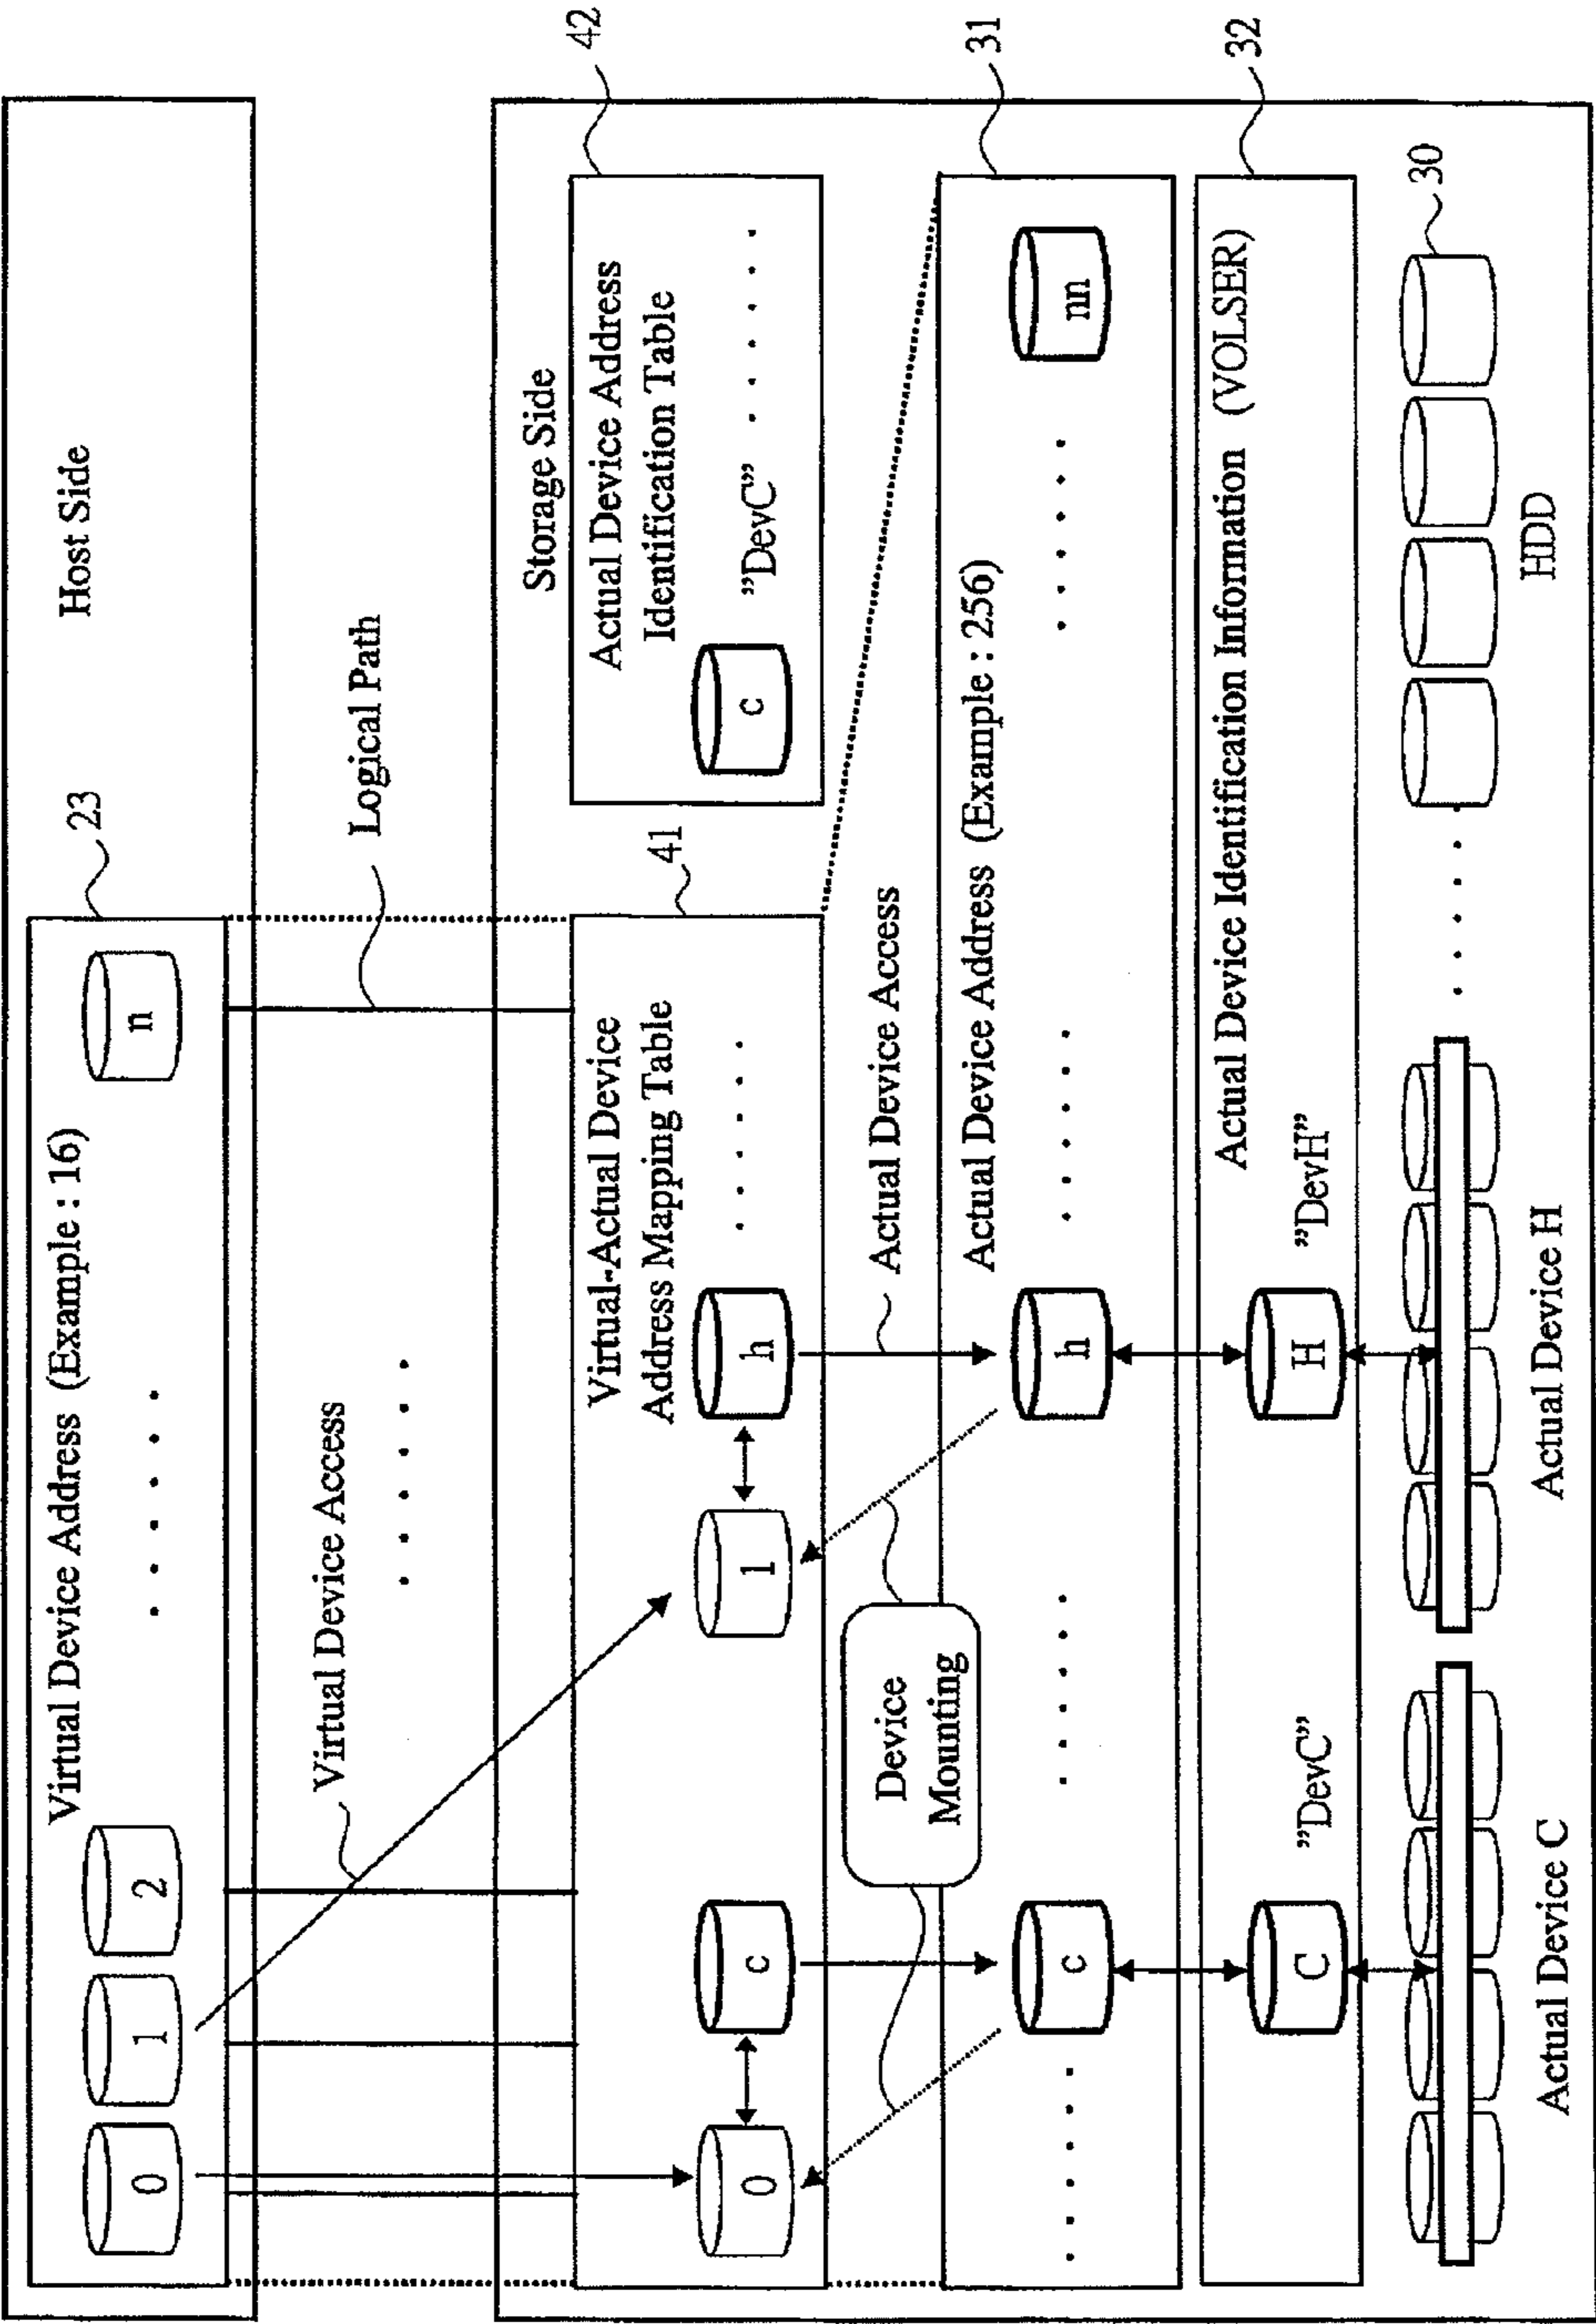 Host Side
23
Virtual Device Address (Example : 16)
0
1
2
. . . . . .
n
Virtual Device Access
. . . . . .
Logical Path
Storage Side
42
Actual Device Address
Identification Table
c
"DevC" . . . . . .
41
Virtual-Actual Device
Address Mapping Table
0
c
1
h
. . . . .
Device
Mounting
Actual Device Access
31
Actual Device Address (Example : 256)
. . . . . .
c
. . . . . .
h
. . . . . .
. . . . . .
nn
32
Actual Device Identification Information (VOLSER)
C
"DevC"
H
"DevH"
30
. . . . .
Actual Device C
Actual Device H
HDD